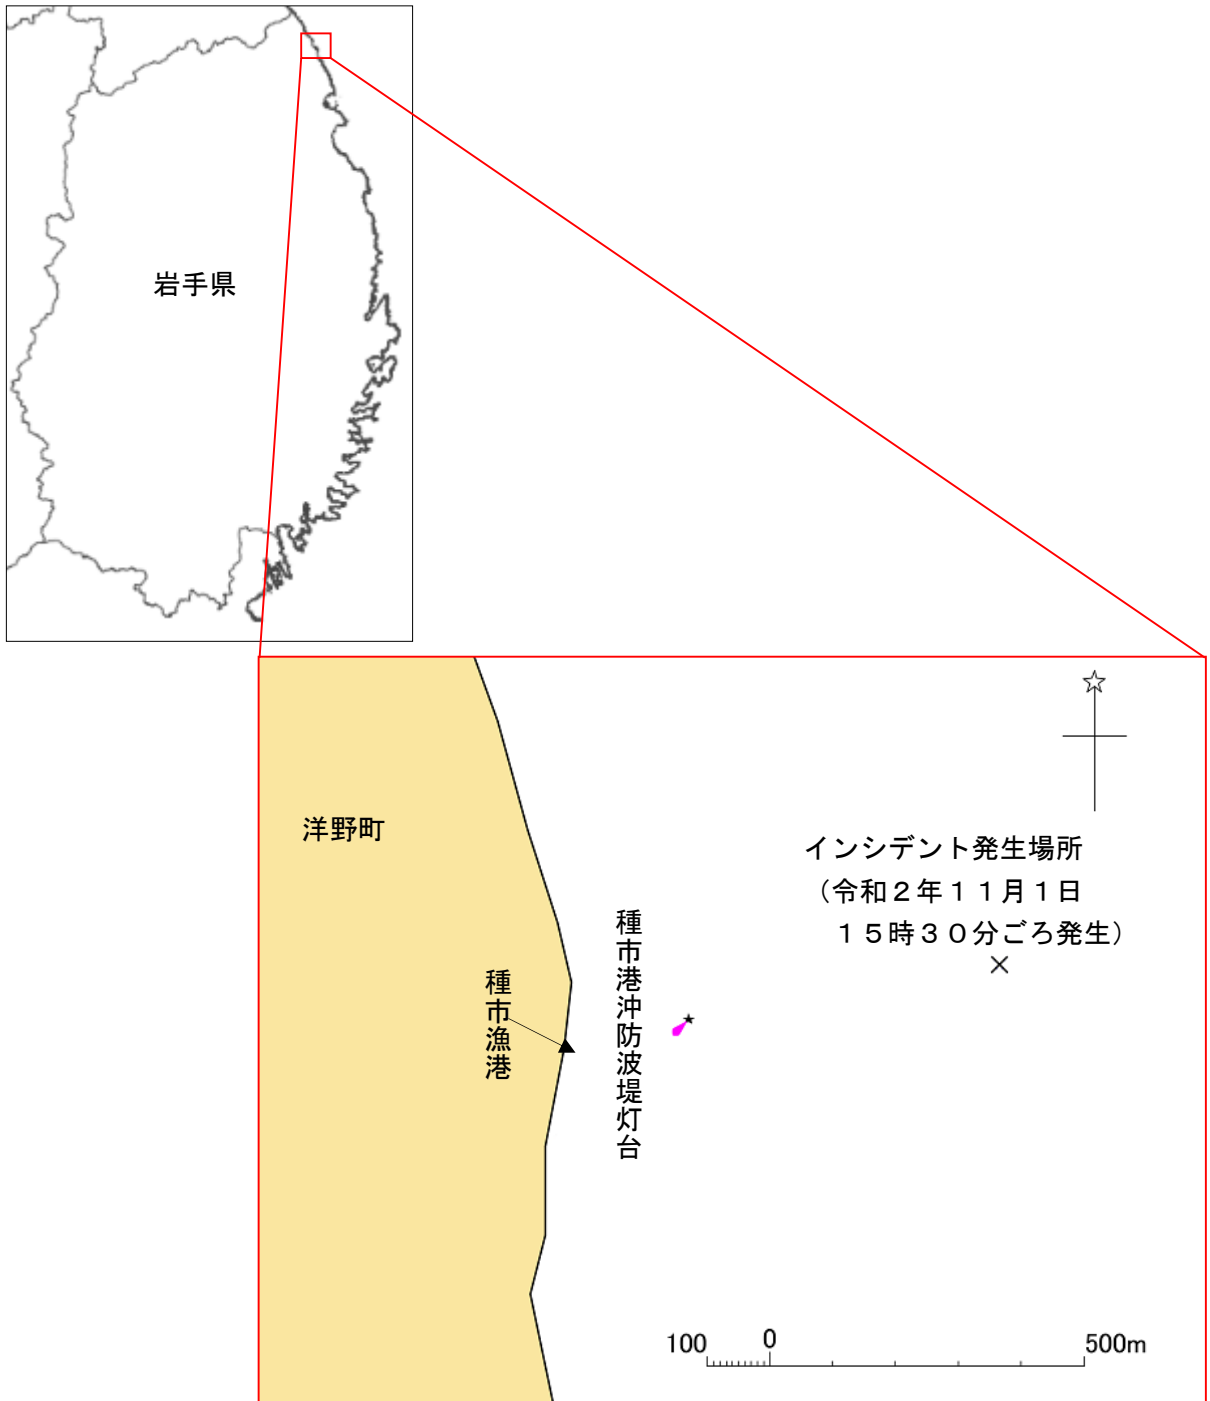 岩手県
洋野町
インシデント発生場所
（令和２年１１月１日
１５時３０分ごろ発生）
種市港沖防波堤灯台
種市漁港
100 0 500m